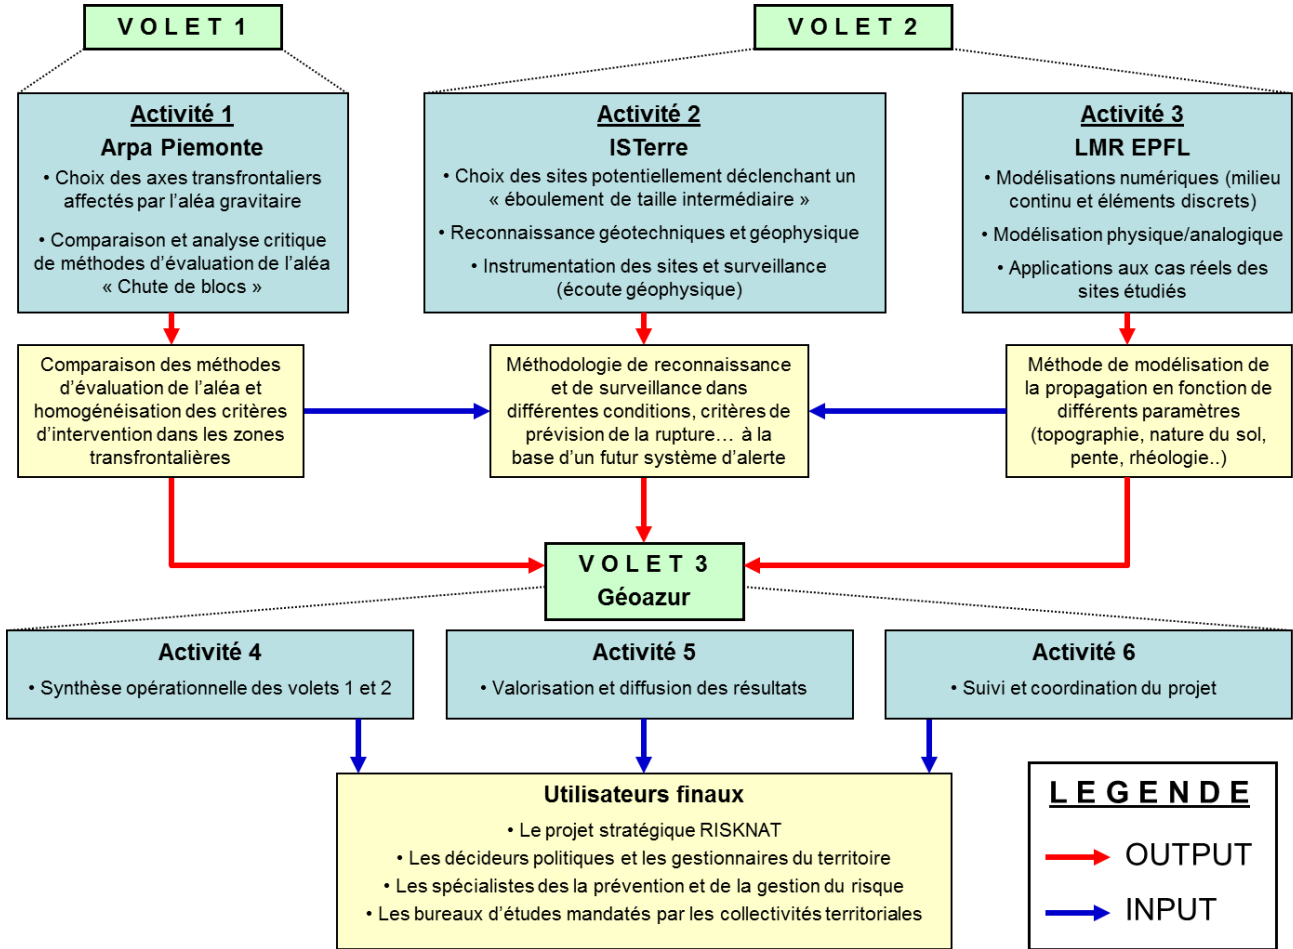 VOLET 1
VOLET 2
Activité 1
Arpa Piemonte
• Choix des axes transfrontaliers
affectés par l'aléa gravitaire
• Comparaison et analyse critique
de méthodes d'évaluation de l'aléa
« Chute de blocs »
Activité 2
ISTerre
• Choix des sites potentiellement déclenchant un
« éboulement de taille intermédiaire »
• Reconnaissance géotechniques et géophysique
• Instrumentation des sites et surveillance
(écoute géophysique)
Activité 3
LMR EPFL
• Modélisations numériques (milieu
continu et éléments discrets)
• Modélisation physique/analogique
• Applications aux cas réels des
sites étudiés
Comparaison des méthodes
d'évaluation de l'aléa et
homogénéisation des critères
d'intervention dans les zones
transfrontalières
Méthodologie de reconnaissance
et de surveillance dans
différentes conditions, critères de
prévision de la rupture… à la
base d'un futur système d'alerte
Méthode de modélisation de
la propagation en fonction de
différents paramètres
(topographie, nature du sol,
pente, rhéologie..)
VOLET 3
Géoazur
Activité 4
• Synthèse opérationnelle des volets 1 et 2
Activité 5
• Valorisation et diffusion des résultats
Activité 6
• Suivi et coordination du projet
Utilisateurs finaux
• Le projet stratégique RISKNAT
• Les décideurs politiques et les gestionnaires du territoire
• Les spécialistes des la prévention et de la gestion du risque
• Les bureaux d'études mandatés par les collectivités territoriales
LEGENDE
OUTPUT
INPUT